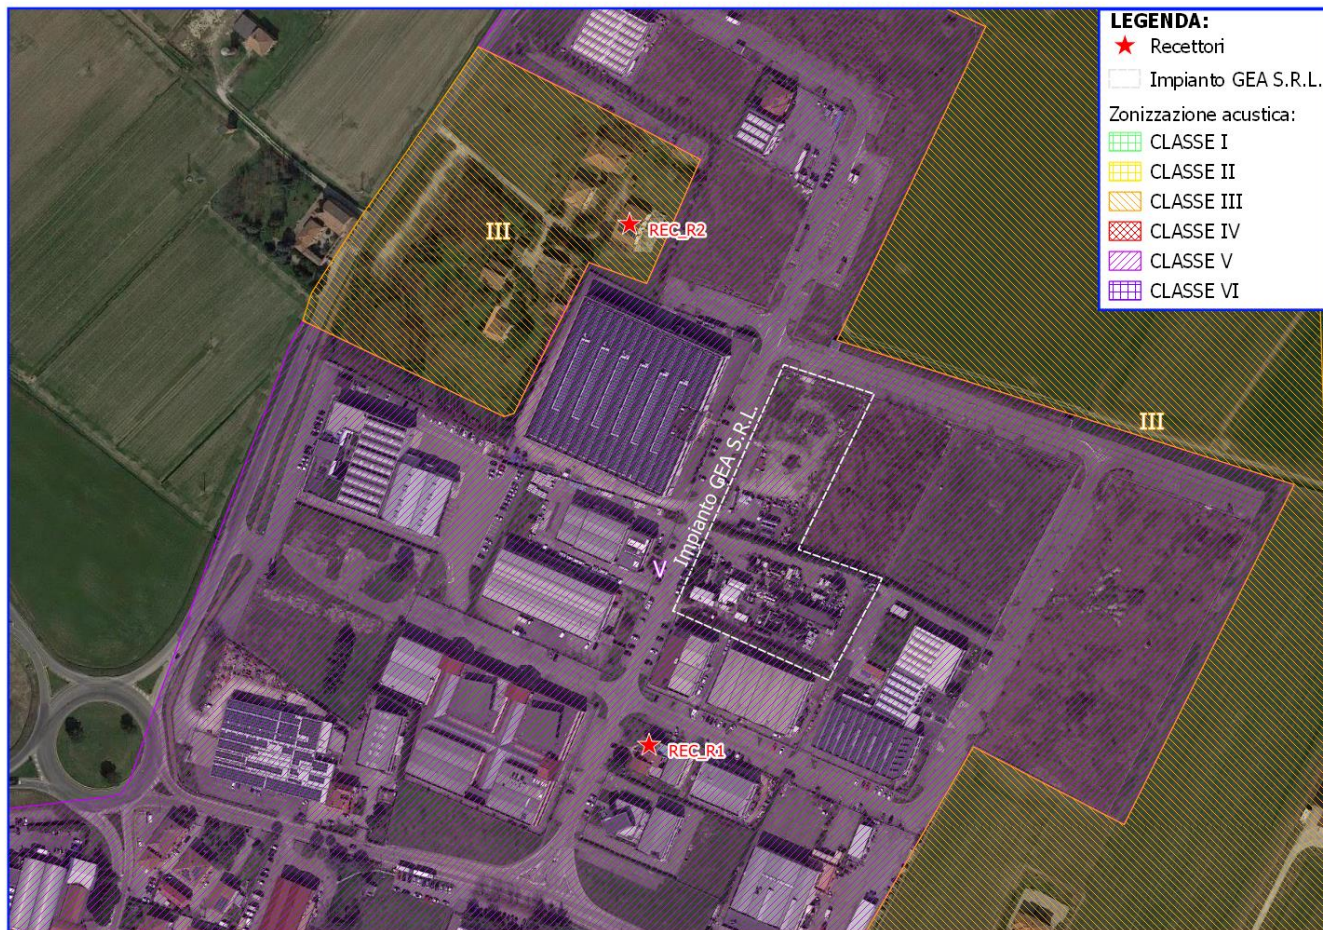 LEGENDA:
Recettori
Impianto GEA S.R.L.
Zonizzazione acustica:
CLASSE I
CLASSE II
CLASSE III
CLASSE IV
CLASSE V
CLASSE VI
III
REC_R2
III
Impianto GEA S.R.L.
V
REC_R1